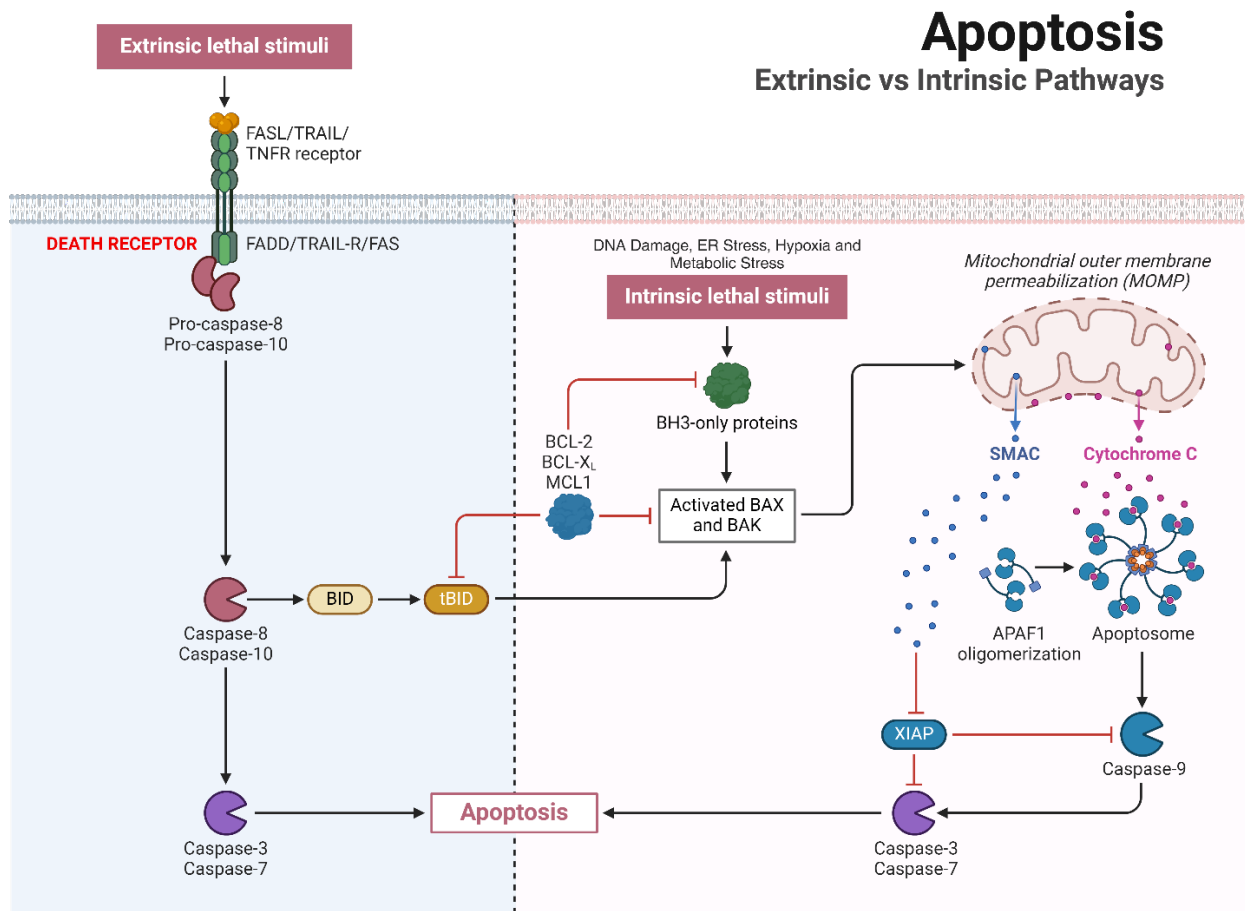 Apoptosis
Extrinsic vs Intrinsic Pathways
Extrinsic lethal stimuli
FASL/TRAIL/
TNFR receptor
DEATH RECEPTOR
FADD/TRAIL-R/FAS
Pro-caspase-8
Pro-caspase-10
DNA Damage, ER Stress, Hypoxia and
Metabolic Stress
Intrinsic lethal stimuli
Mitochondrial outer membrane
permeabilization (MOMP)
BH3-only proteins
BCL-2
BCL-XL
MCL1
Activated BAX
and BAK
SMAC
Cytochrome C
BID
tBID
Caspase-8
Caspase-10
APAF1
oligomerization
Apoptosome
XIAP
Caspase-9
Caspase-3
Caspase-7
Apoptosis
Caspase-3
Caspase-7